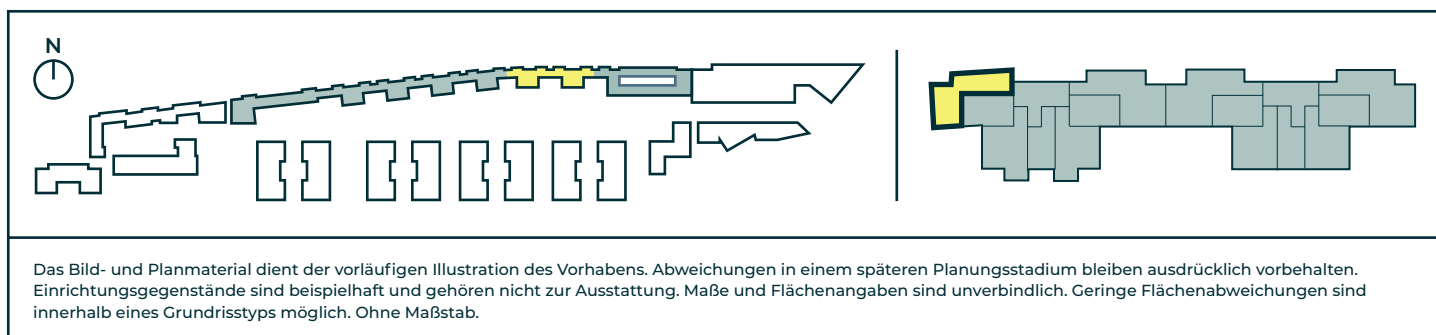 N
Das Bild- und Planmaterial dient der vorläufigen Illustration des Vorhabens. Abweichungen in einem späteren Planungsstadium bleiben ausdrücklich vorbehalten.
Einrichtungsgegenstände sind beispielhaft und gehören nicht zur Ausstattung. Maße und Flächenangaben sind unverbindlich. Geringe Flächenabweichungen sind
innerhalb eines Grundrisstyps möglich. Ohne Maßstab.